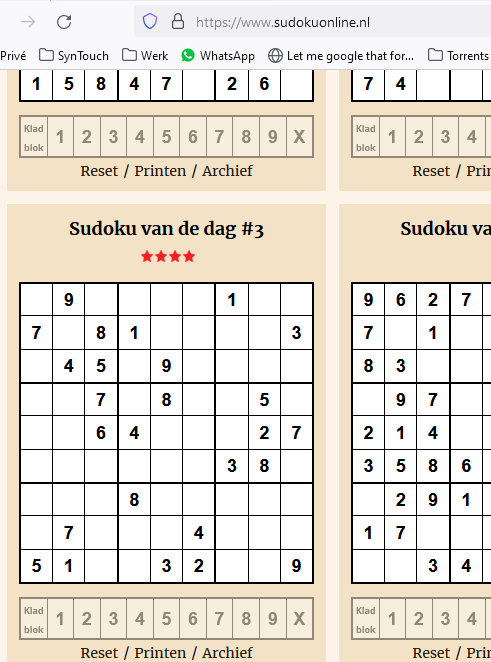 https://www.sudokuonline.nl
Privé SynTouch Werk WhatsApp Let me google that for... Torrents
1 5 8 4 7 2 6
7 4
Klad blok 1 2 3 4 5 6 7 8 9 X
Klad blok 1 2 3 4
Reset / Printen / Archief
Reset / Prin
Sudoku van de dag #3
Sudoku va
9 1
9 6 2 7
7 8 1 3
7 1
4 5 9
8 3
7 8 5
9 7
6 4 2 7
2 1 4
3 8
3 5 8 6
8
2 9 1
7 4
1 7
5 1 3 2 9
3 4
Klad blok 1 2 3 4 5 6 7 8 9 X
Klad blok 1 2 3 4
Reset / Printen / Archief
Reset / Prin